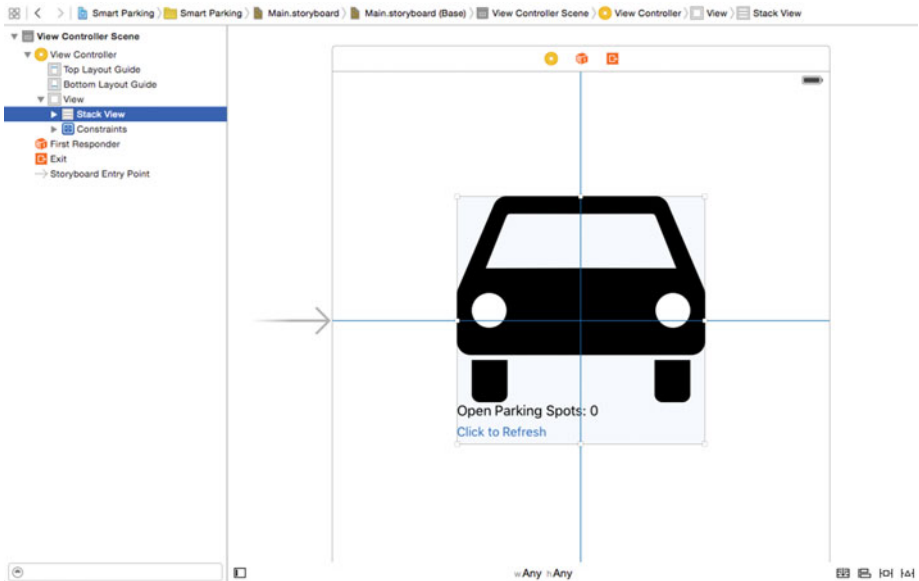 Smart Parking Smart Parking Main.storyboard Main.storyboard (Base) View Controller Scene View Controller View Stack View
View Controller Scene
View Controller
Top Layout Guide
Bottom Layout Guide
View
Stack View
Constraints
First Responder
Exit
Storyboard Entry Point
Open Parking Spots: 0
Click to Refresh
wAny hAny